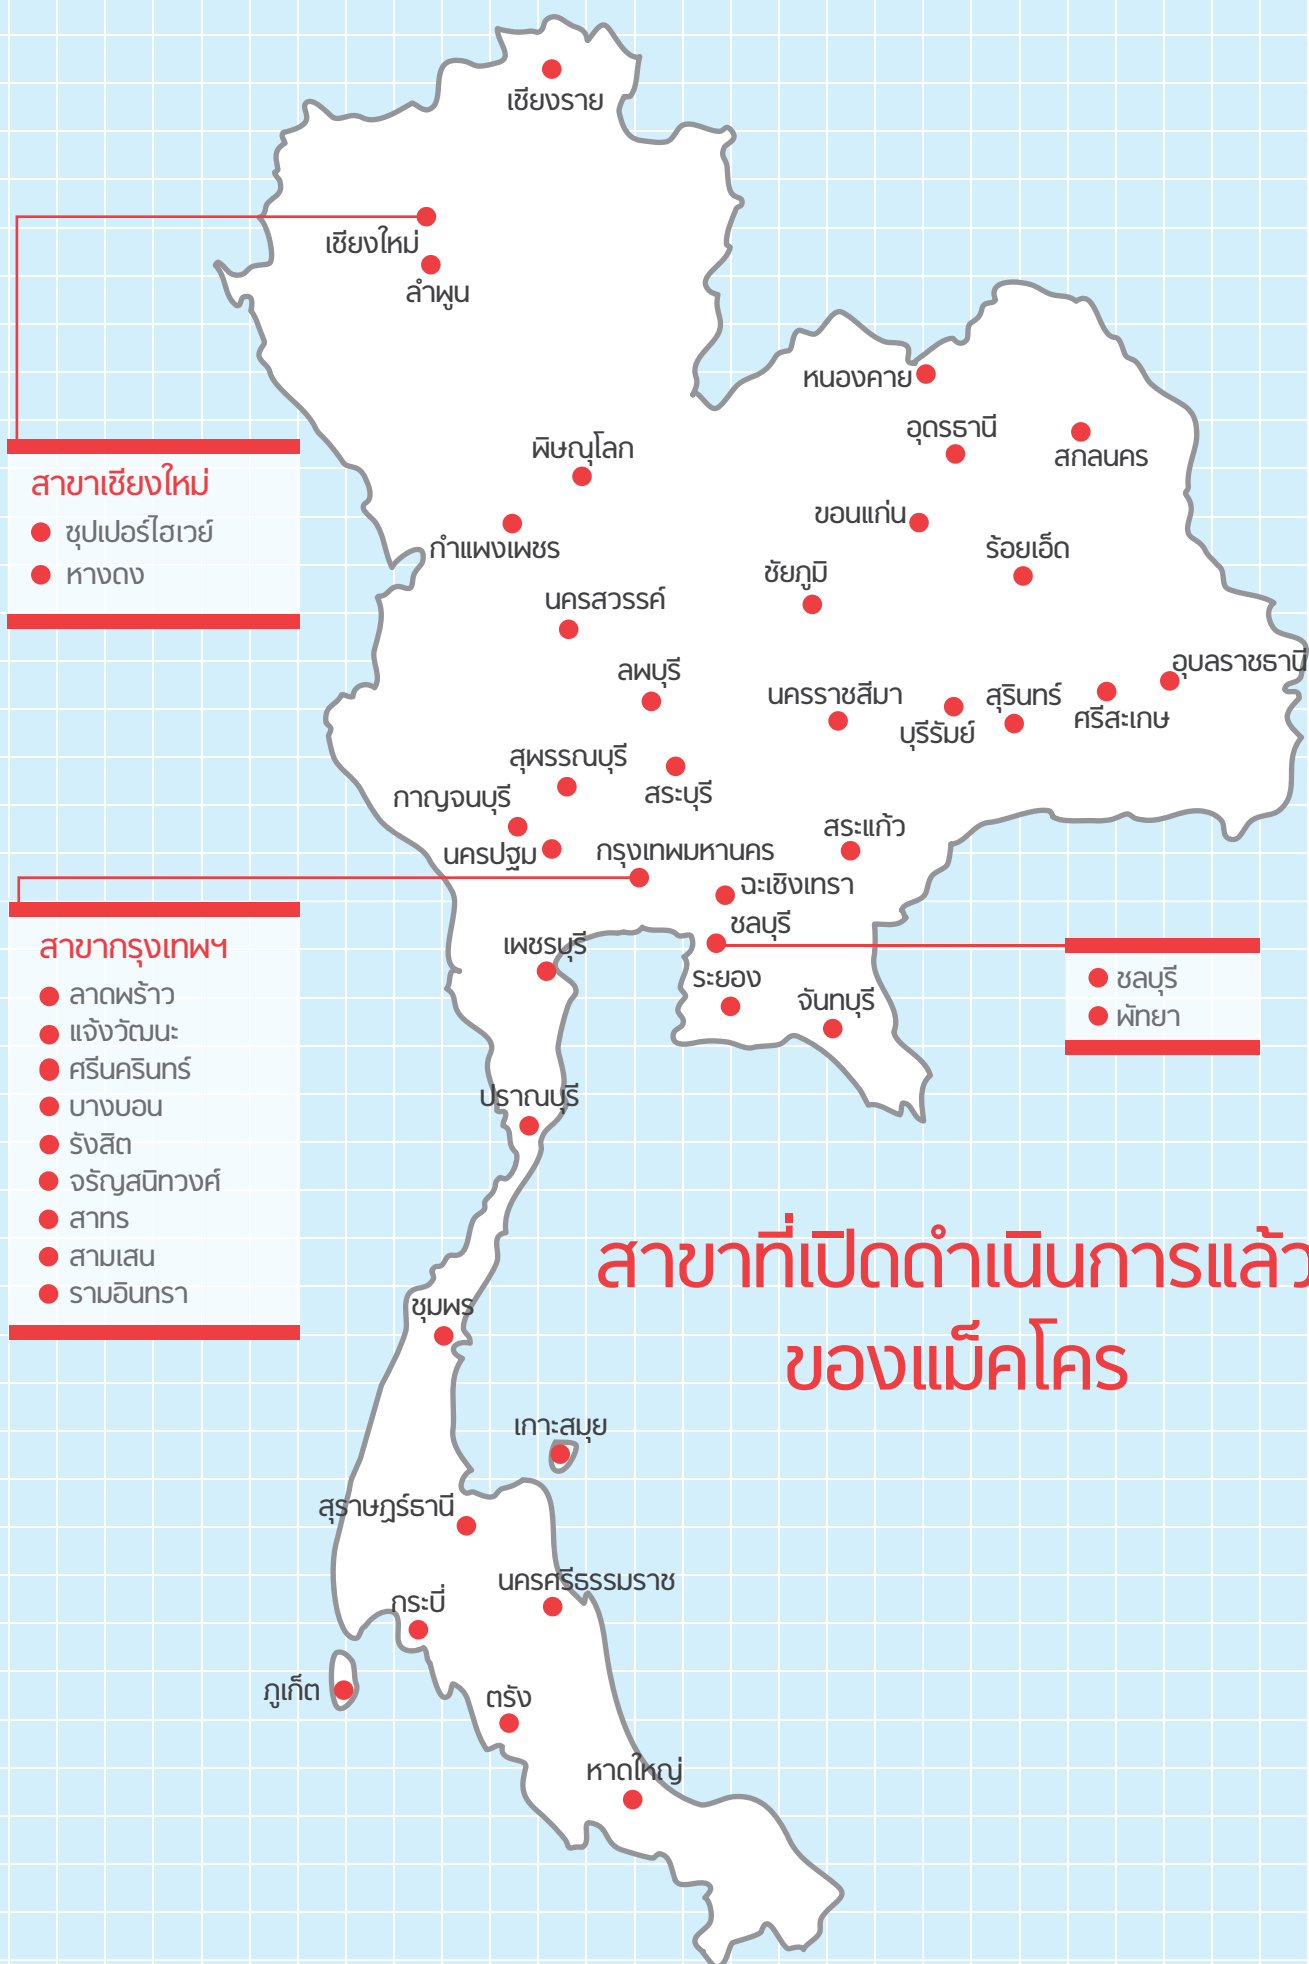 เชียงราย
เชียงใหม่
ลำพูน
หนองคาย
อุดรธานี
สกลนคร
พิษณุโลก
สาขาเชียงใหม่
ซุปเปอร์ไฮเวย์
หางดง
ขอนแก่น
กำแพงเพชร
ร้อยเอ็ด
ชัยภูมิ
นครสวรรค์
ลพบุรี
อุบลราชธานี
นครราชสีมา
สุรินทร์
ศรีสะเกษ
บุรีรัมย์
สุพรรณบุรี
สระบุรี
กาญจนบุรี
สระแก้ว
นครปฐม
กรุงเทพมหานคร
ฉะเชิงเทรา
ชลบุรี
เพชรบุรี
ระยอง
จันทบุรี
ชลบุรี
พัทยา
สาขากรุงเทพฯ
ลาดพร้าว
แจ้งวัฒนะ
ศรีนครินทร์
บางบอน
รังสิต
จรัญสนิทวงศ์
สาทร
สามเสน
รามอินทรา
ปราณบุรี
สาขาที่เปิดดำเนินการแล้ว
ของแม็คโคร
ชุมพร
เกาะสมุย
สุราษฎร์ธานี
นครศรีธรรมราช
กระบี่
ภูเก็ต
ตรัง
หาดใหญ่